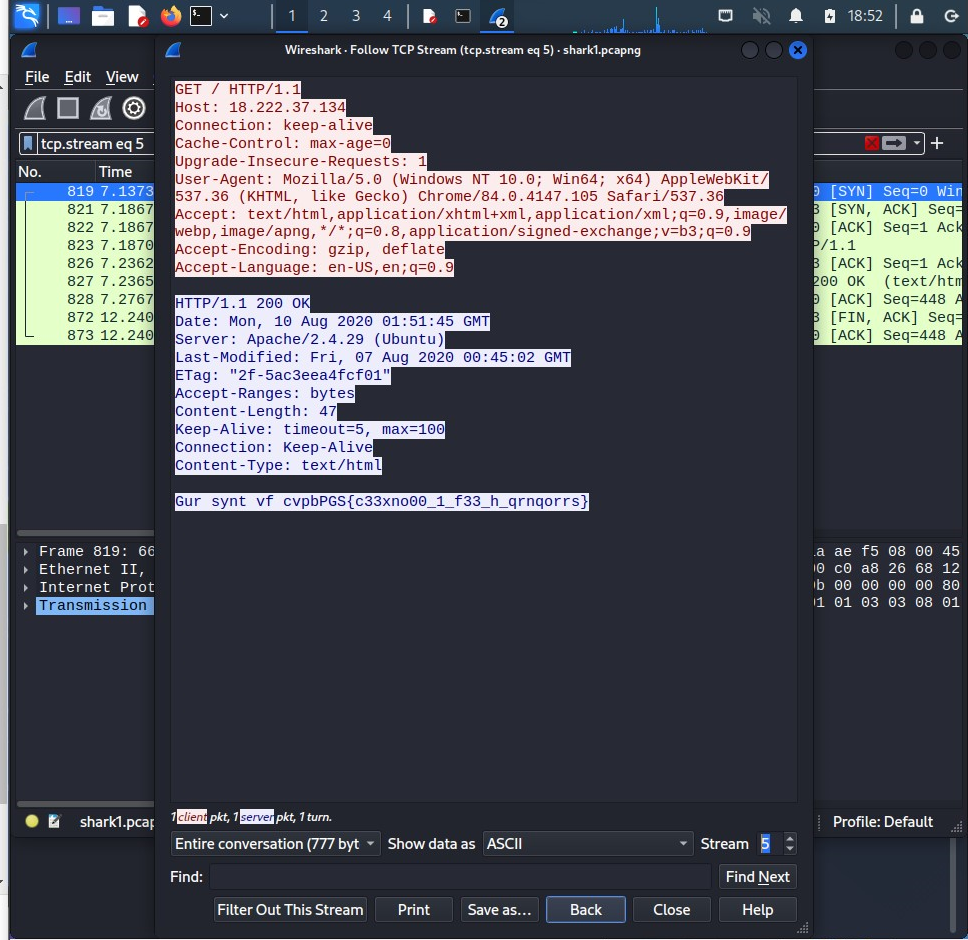 1 2 3 4 2 18:52
Wireshark · Follow TCP Stream (tcp.stream eq 5) · shark1.pcapng
File Edit View
tcp.stream eq 5
No. Time
819 7.1373
821 7.1867
822 7.1867
823 7.1870
826 7.2362
827 7.2365
828 7.2767
872 12.240
873 12.240
GET / HTTP/1.1
Host: 18.222.37.134
Connection: keep-alive
Cache-Control: max-age=0
Upgrade-Insecure-Requests: 1
User-Agent: Mozilla/5.0 (Windows NT 10.0; Win64; x64) AppleWebKit/
537.36 (KHTML, like Gecko) Chrome/84.0.4147.105 Safari/537.36
Accept: text/html,application/xhtml+xml,application/xml;q=0.9,image/
webp,image/apng,*/*;q=0.8,application/signed-exchange;v=b3;q=0.9
Accept-Encoding: gzip, deflate
Accept-Language: en-US,en;q=0.9
HTTP/1.1 200 OK
Date: Mon, 10 Aug 2020 01:51:45 GMT
Server: Apache/2.4.29 (Ubuntu)
Last-Modified: Fri, 07 Aug 2020 00:45:02 GMT
ETag: "2f-5ac3eea4fcf01"
Accept-Ranges: bytes
Content-Length: 47
Keep-Alive: timeout=5, max=100
Connection: Keep-Alive
Content-Type: text/html
Gur synt vf cvpbPGS{c33xno00_1_f33_h_qrnqorrs}
0 [SYN] Seq=0 Win
3 [SYN, ACK] Seq=
0 [ACK] Seq=1 Ack
P/1.1
3 [ACK] Seq=1 Ack
200 OK (text/htm
0 [ACK] Seq=448 A
3 [FIN, ACK] Seq=
0 [ACK] Seq=448 A
Frame 819: 66
Ethernet II,
Internet Prot
Transmission
a ae f5 08 00 45
00 c0 a8 26 68 12
0b 00 00 00 00 80
01 01 03 03 08 01
1 client pkt, 1 server pkt, 1 turn.
shark1.pcap
Profile: Default
Entire conversation (777 byt Show data as ASCII Stream 5
Find: Find Next
Filter Out This Stream Print Save as... Back Close Help